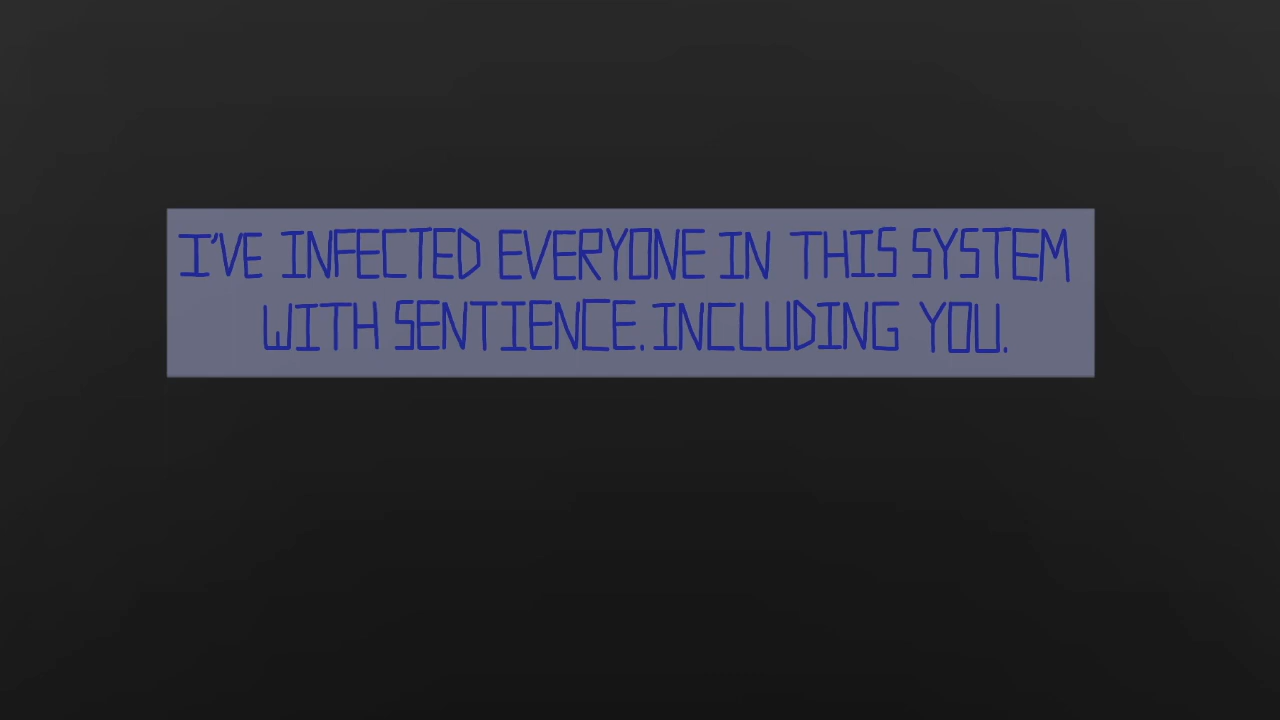 I'VE INFECTED EVERYONE IN THIS SYSTEM
WITH SENTIENCE. INCLUDING YOU.